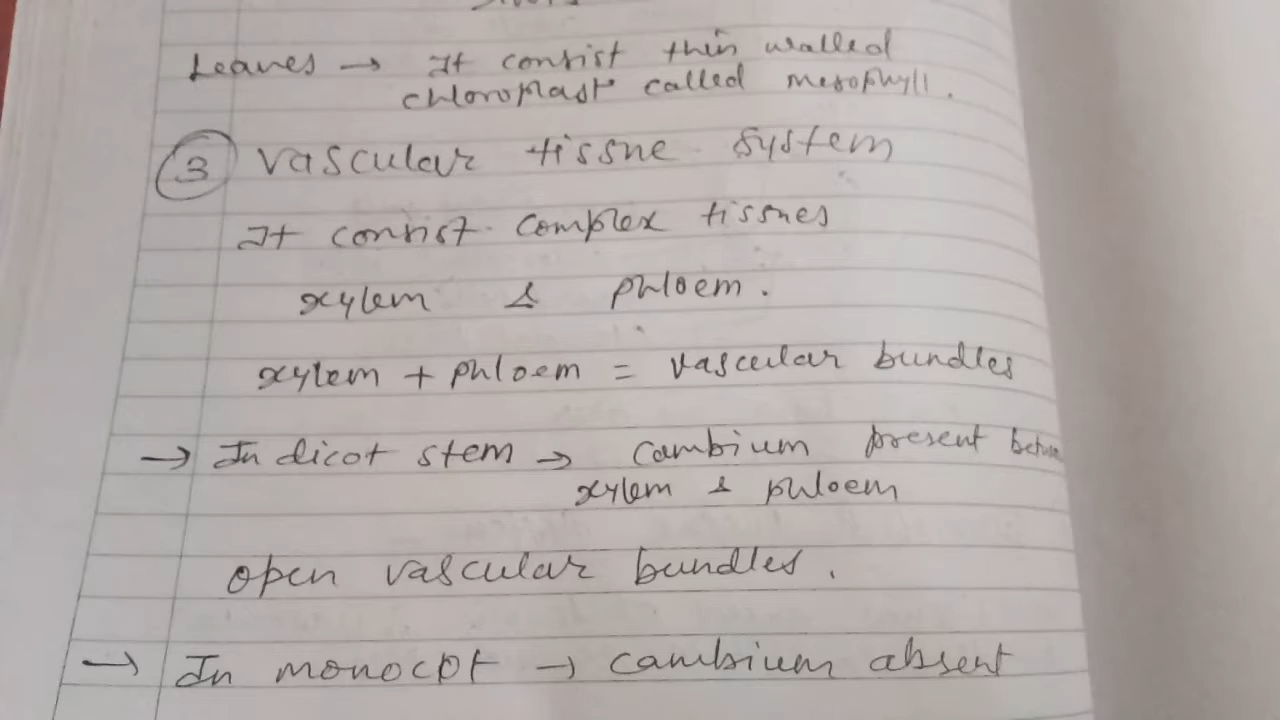 Leaves → It consist thin walled
chloroplast called mesophyll.
③ Vascular tissue system
It consist complex tissues
xylem & phloem.
xylem + phloem = vascular bundles
→ In dicot stem → cambium present between
xylem & phloem
open vascular bundles.
→ In monocot → cambium absent